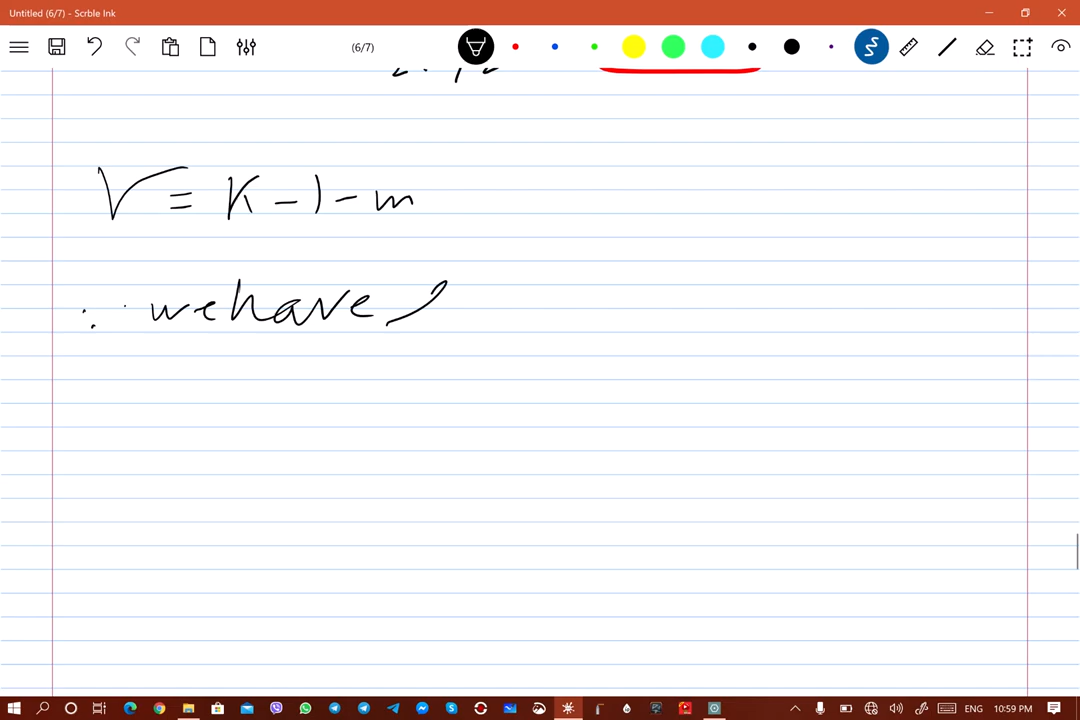 Untitled (6/7) - Scrble Ink
(6/7)
V = K - 1 - m
∵ we have,
ENG 10:59 PM